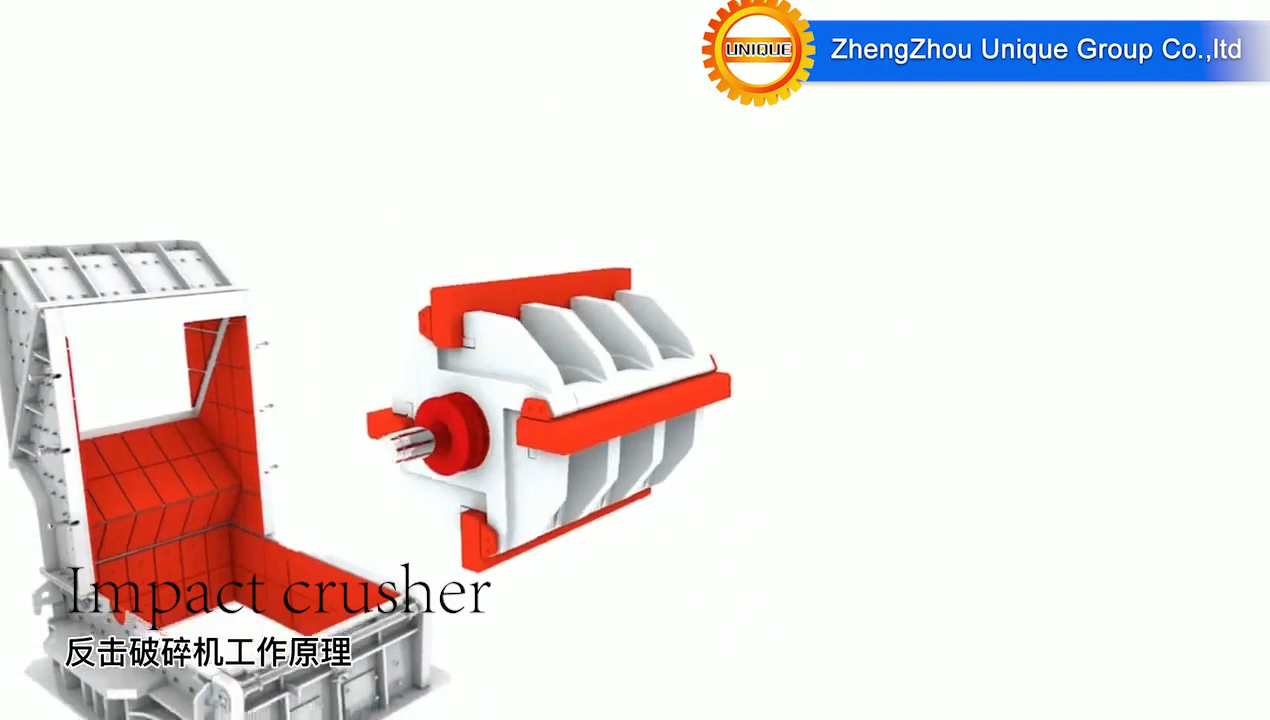 UNIQUE
ZhengZhou Unique Group Co.,ltd
Impact crusher
反击破碎机工作原理